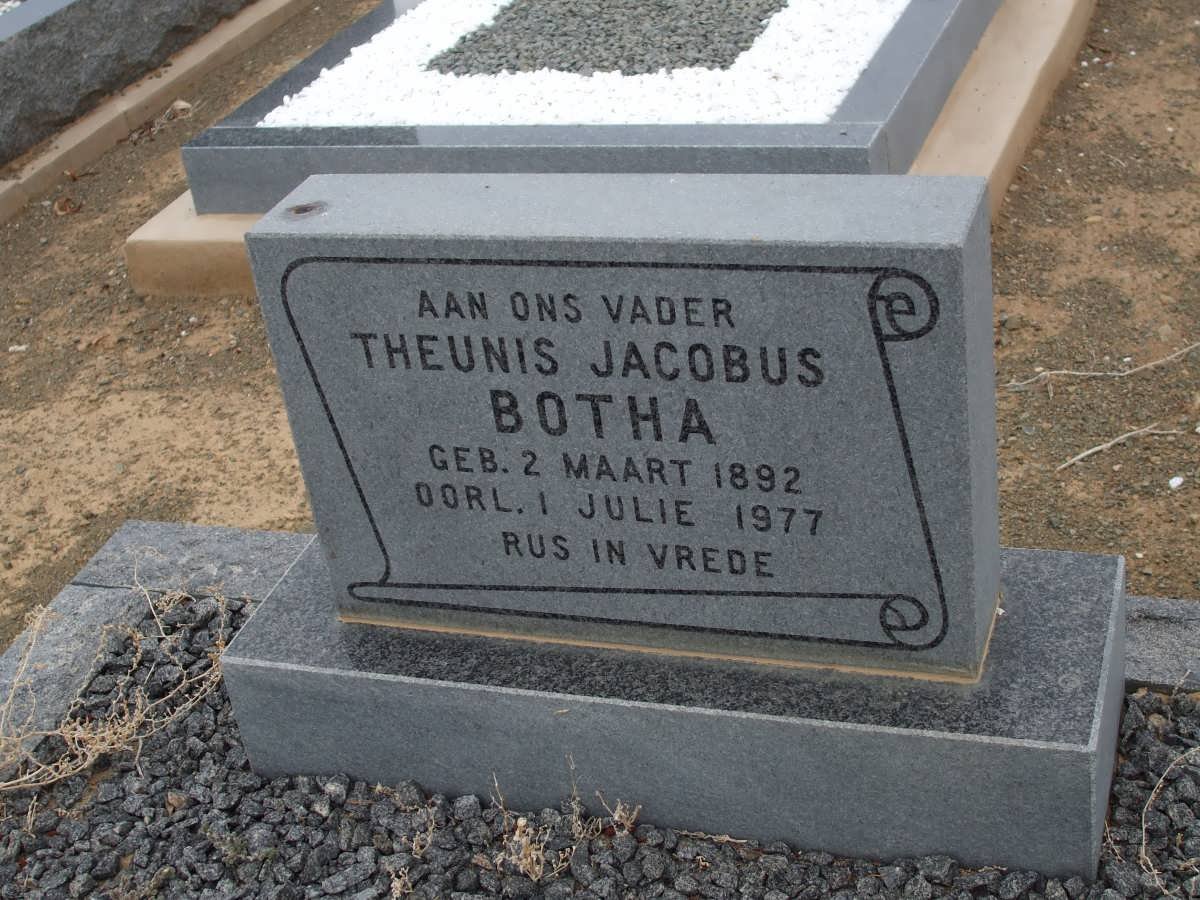 AAN ONS VADER
THEUNIS JACOBUS
BOTHA
GEB. 2 MAART 1892
OORL. 1 JULIE 1977
RUS IN VREDE